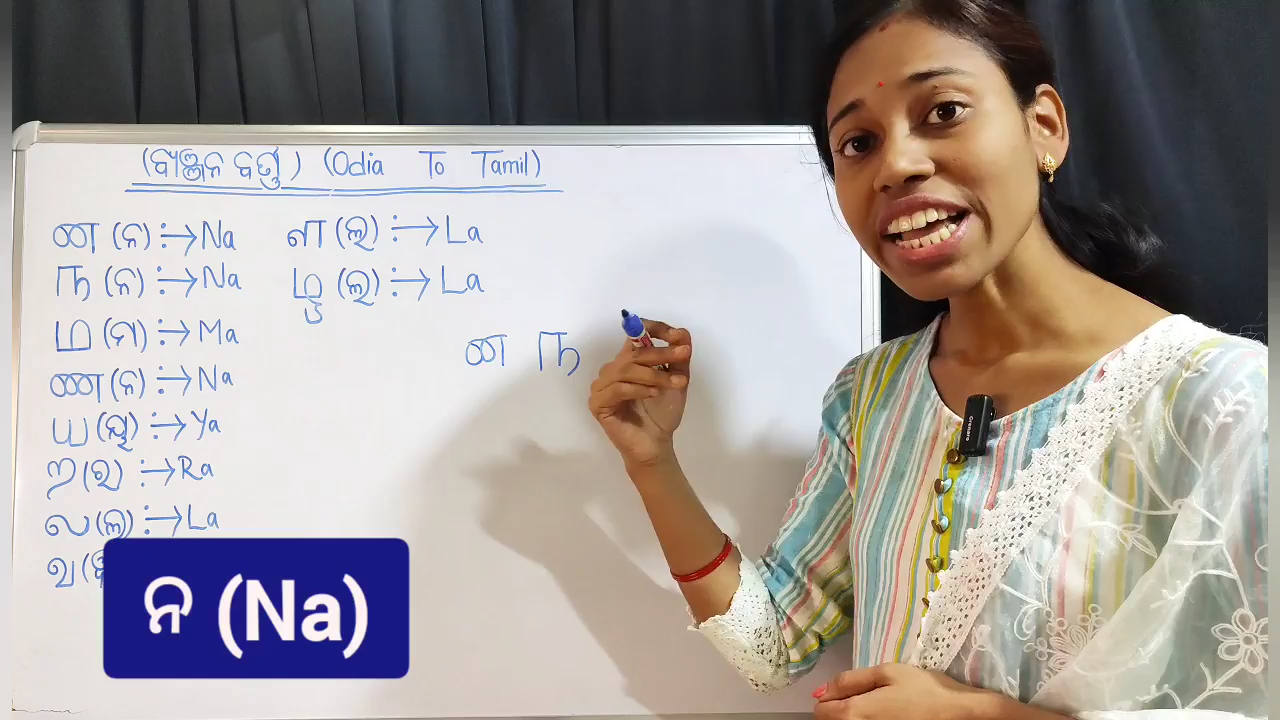 (ବ୍ୟଞ୍ଜନ ବର୍ଣ୍ଣ) (Odia To Tamil)
ன (ନ) :→ Na
ந (ନ) :→ Na
ம (ମ) :→ Ma
ண (ନ) :→ Na
ய (ୟ) :→ Ya
ர (ର) :→ Ra
ல (ଲ) :→ La
வ
ள (ଲ) :→ La
ழ (ଲ) :→ La
ன ந
ନ (Na)